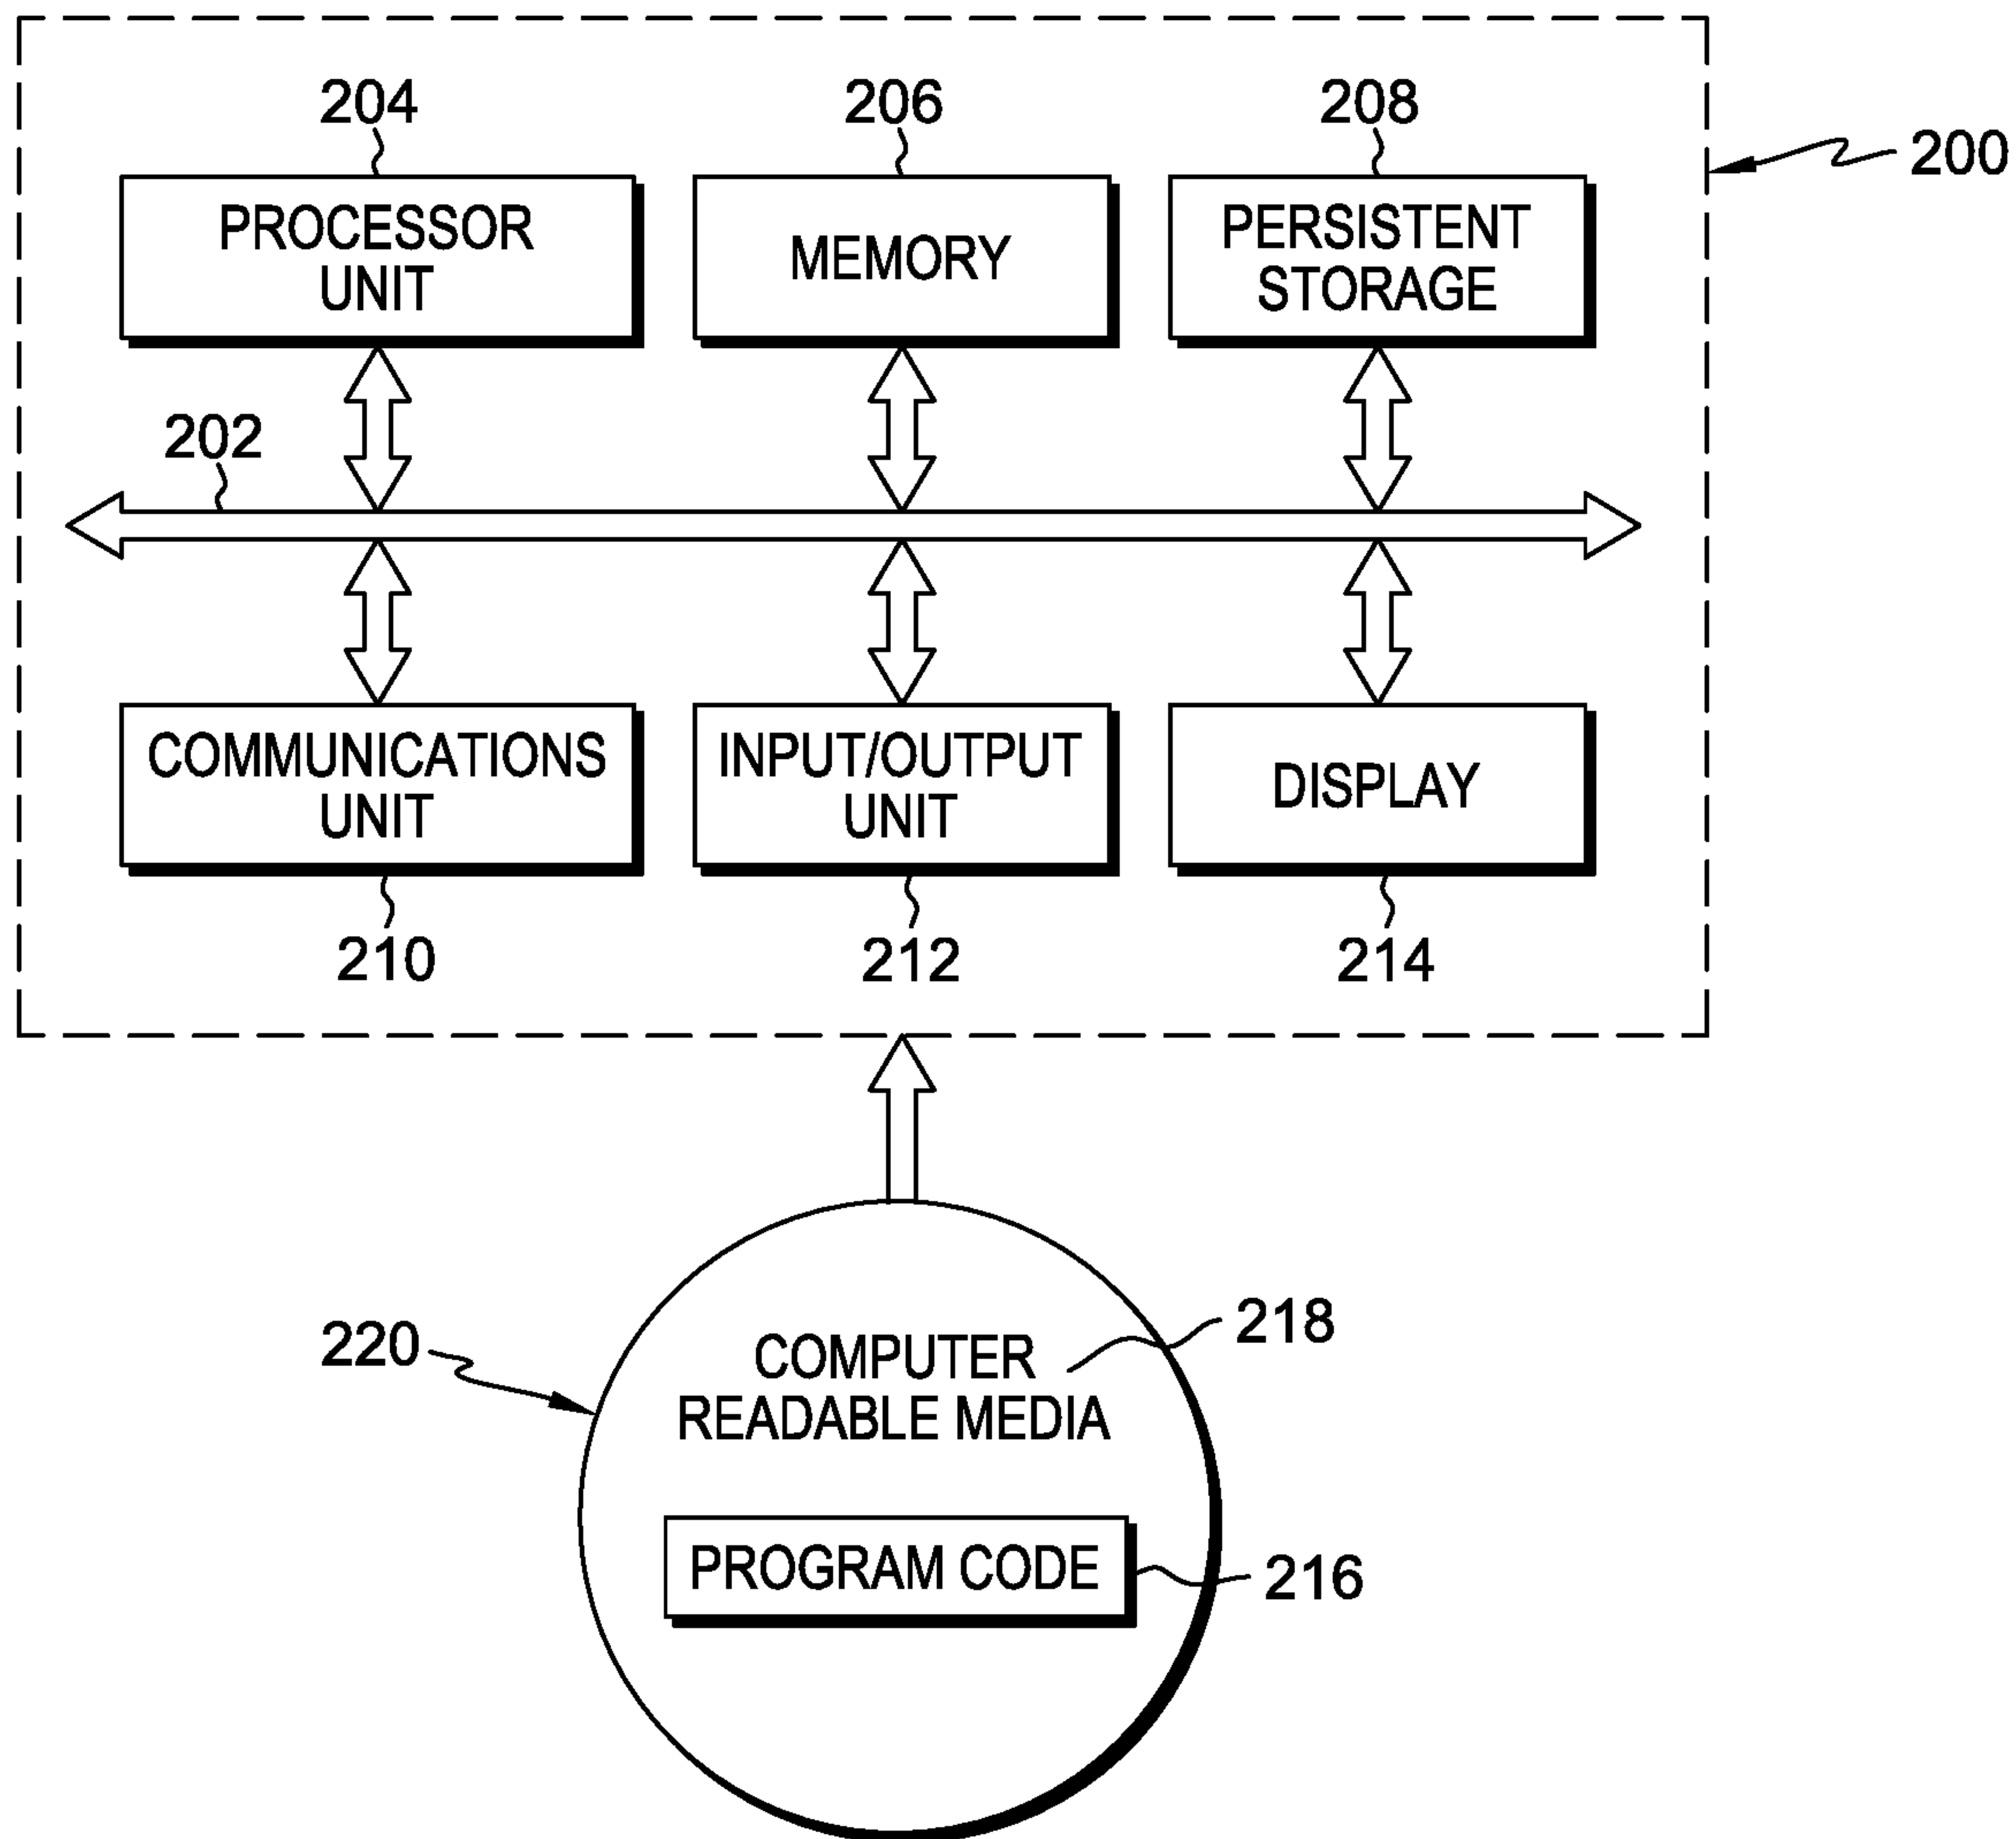 204
206
208
200
PROCESSOR
UNIT
MEMORY
PERSISTENT
STORAGE
202
COMMUNICATIONS
UNIT
INPUT/OUTPUT
UNIT
DISPLAY
210
212
214
220
COMPUTER
READABLE MEDIA
218
PROGRAM CODE
216